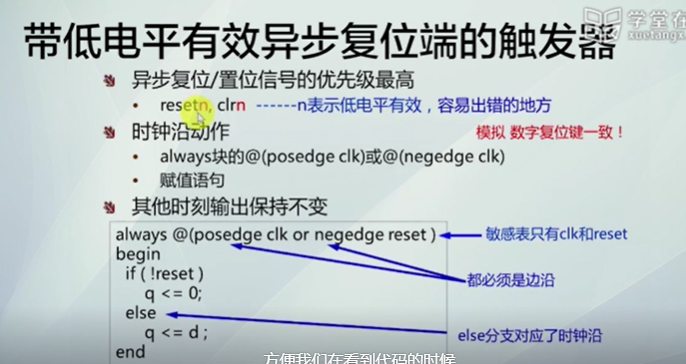 带低电平有效异步复位端的触发器
学堂在
xuetangx
异步复位/置位信号的优先级最高
• resetn, clrn ------n表示低电平有效，容易出错的地方
时钟沿动作
模拟 数字复位键一致！
• always块的@(posedge clk)或@(negedge clk)
• 赋值语句
其他时刻输出保持不变
always @(posedge clk or negedge reset )
敏感表只有clk和reset
begin
if ( !reset )
都必须是边沿
q <= 0;
else
q <= d ;
else分支对应了时钟沿
end
方便我们在看到代码的时候